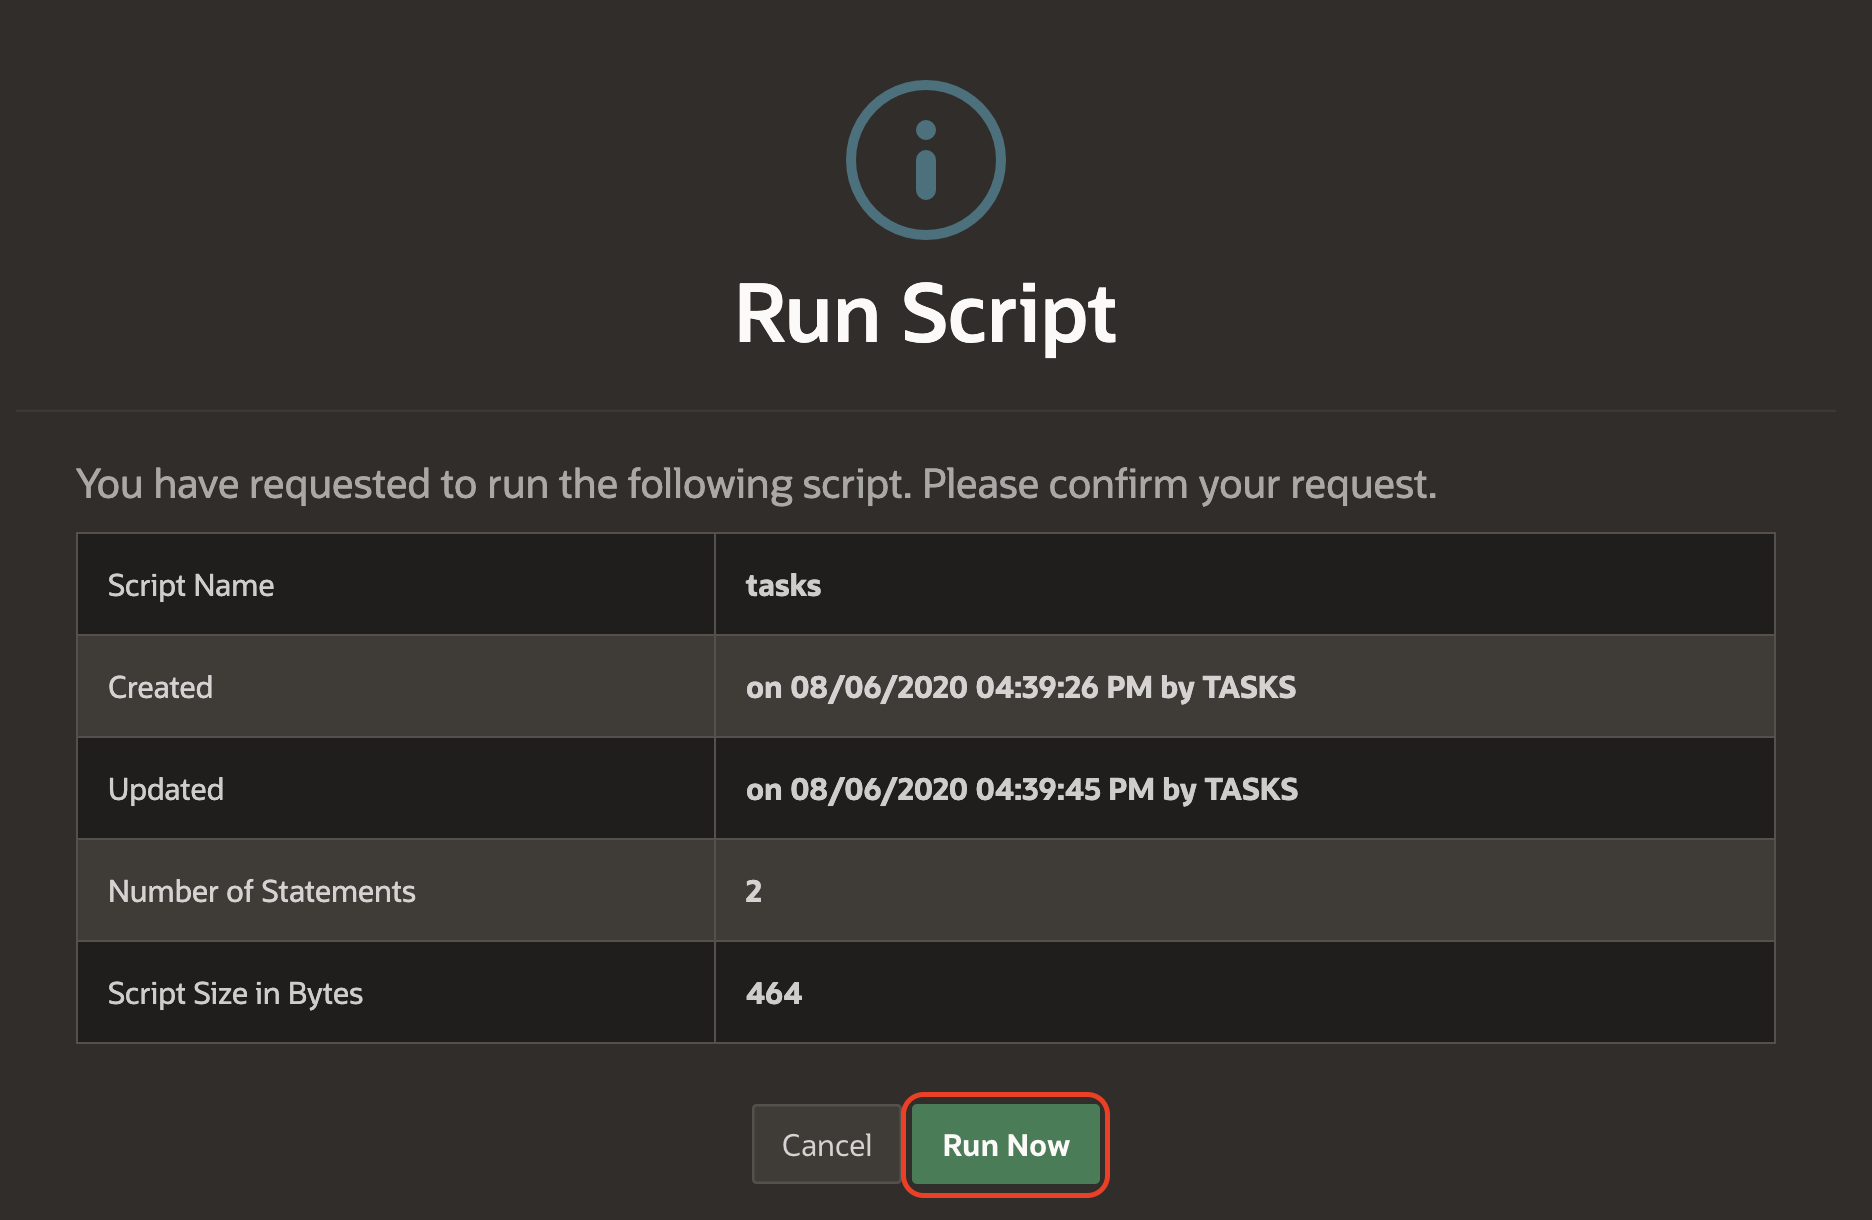 Run Script
You have requested to run the following script. Please confirm your request.
Script Name tasks
Created on 08/06/2020 04:39:26 PM by TASKS
Updated on 08/06/2020 04:39:45 PM by TASKS
Number of Statements 2
Script Size in Bytes 464
Cancel Run Now